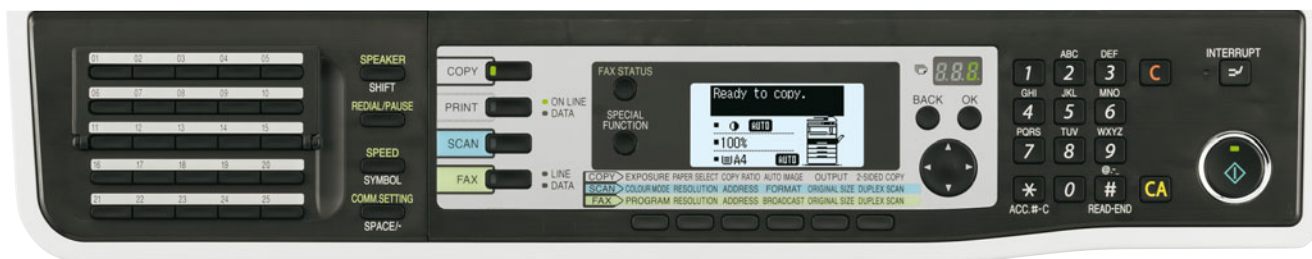 01 02 03 04 05
06 07 08 09 10
11 12 13 14 15
16 17 18 19 20
21 22 23 24 25
SPEAKER
SHIFT
REDIAL/PAUSE
SPEED
SYMBOL
COMM.SETTING
SPACE/-
COPY
PRINT
ON LINE
DATA
SCAN
FAX
LINE
DATA
FAX STATUS
SPECIAL
FUNCTION
Ready to copy.
AUTO
100%
A4 AUTO
8.8.8.
BACK OK
COPY EXPOSURE PAPER SELECT COPY RATIO AUTO IMAGE OUTPUT 2-SIDED COPY
SCAN COLOUR MODE RESOLUTION ADDRESS FORMAT ORIGINAL SIZE DUPLEX SCAN
FAX PROGRAM RESOLUTION ADDRESS BROADCAST ORIGINAL SIZE DUPLEX SCAN
ABC DEF
1 2 3 C
GHI JKL MNO
4 5 6
PQRS TUV WXYZ
7 8 9
@.-_
* 0 # CA
ACC.#-C READ-END
INTERRUPT